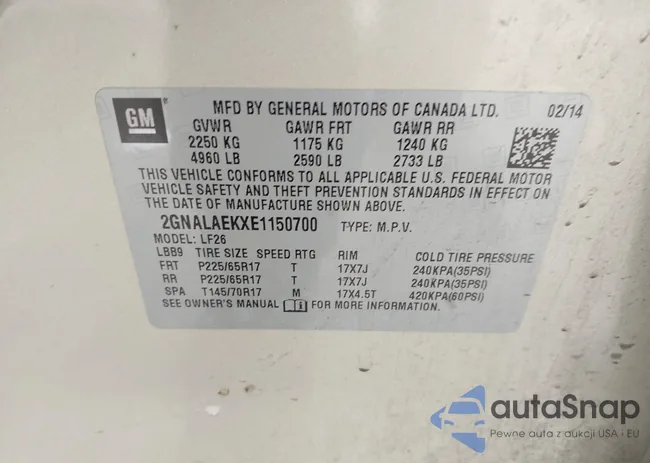 GM
MFD BY GENERAL MOTORS OF CANADA LTD. 02/14
GVWR GAWR FRT GAWR RR
2250 KG 1175 KG 1240 KG
4960 LB 2590 LB 2733 LB
THIS VEHICLE CONFORMS TO ALL APPLICABLE U.S. FEDERAL MOTOR
VEHICLE SAFETY AND THEFT PREVENTION STANDARDS IN EFFECT ON
THE DATE OF MANUFACTURE SHOWN ABOVE.
2GNALAEKXE1150700 TYPE: M.P.V.
MODEL: LF26
LBB9 TIRE SIZE SPEED RTG RIM COLD TIRE PRESSURE
FRT P225/65R17 T 17X7J 240KPA(35PSI)
RR P225/65R17 T 17X7J 240KPA(35PSI)
SPA T145/70R17 M 17X4.5T 420KPA(60PSI)
SEE OWNER'S MANUAL FOR MORE INFORMATION.
autaSnap
Pewne auta z aukcji USA i EU